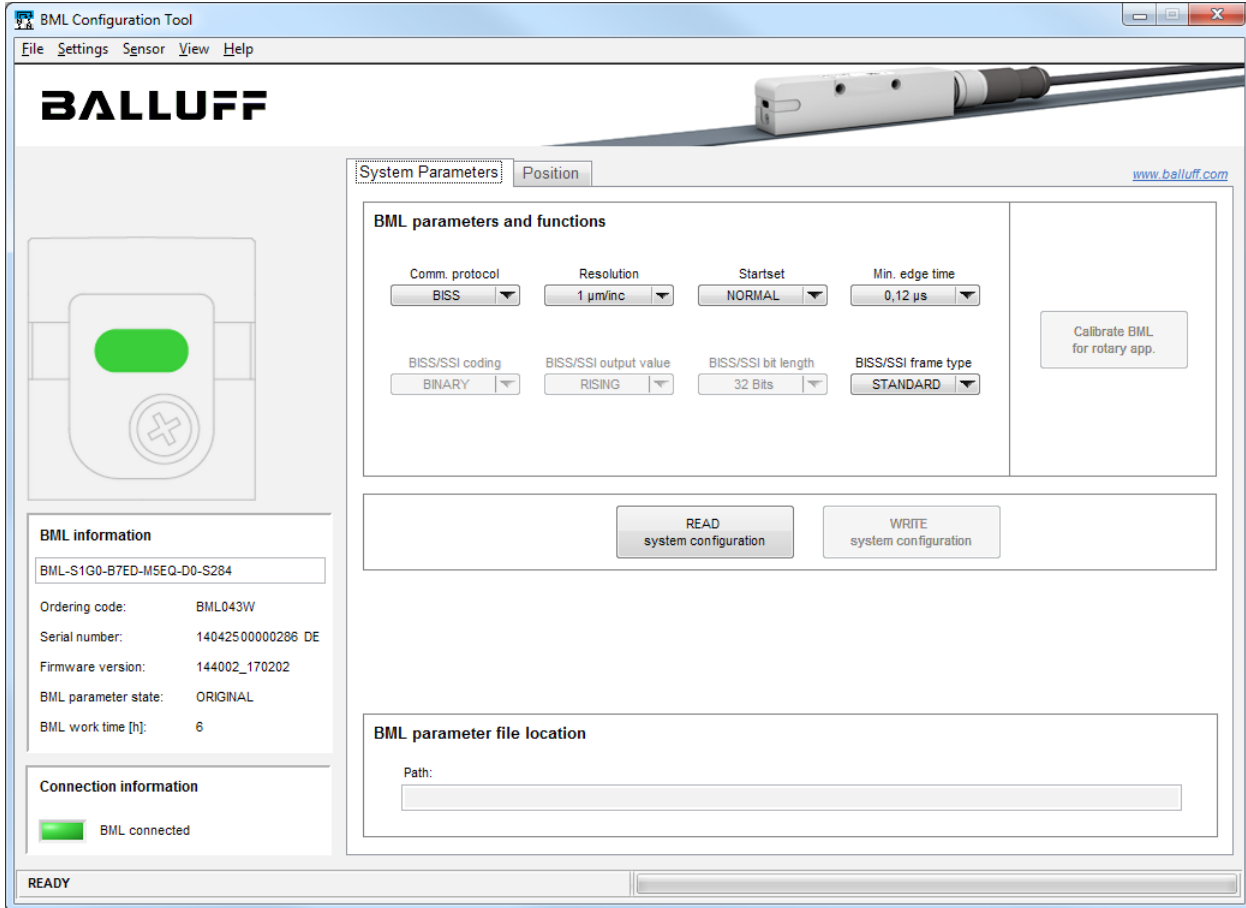 BML Configuration Tool
File Settings Sensor View Help
BALLUFF
System Parameters Position
www.balluff.com
BML parameters and functions
Comm. protocol Resolution Startset Min. edge time
BISS 1 µm/inc NORMAL 0,12 µs
BISS/SSI coding BISS/SSI output value BISS/SSI bit length BISS/SSI frame type
BINARY RISING 32 Bits STANDARD
Calibrate BML
for rotary app.
READ
system configuration
WRITE
system configuration
BML information
BML-S1G0-B7ED-M5EQ-D0-S284
Ordering code: BML043W
Serial number: 14042500000286 DE
Firmware version: 144002_170202
BML parameter state: ORIGINAL
BML work time [h]: 6
Connection information
BML connected
BML parameter file location
Path:
READY